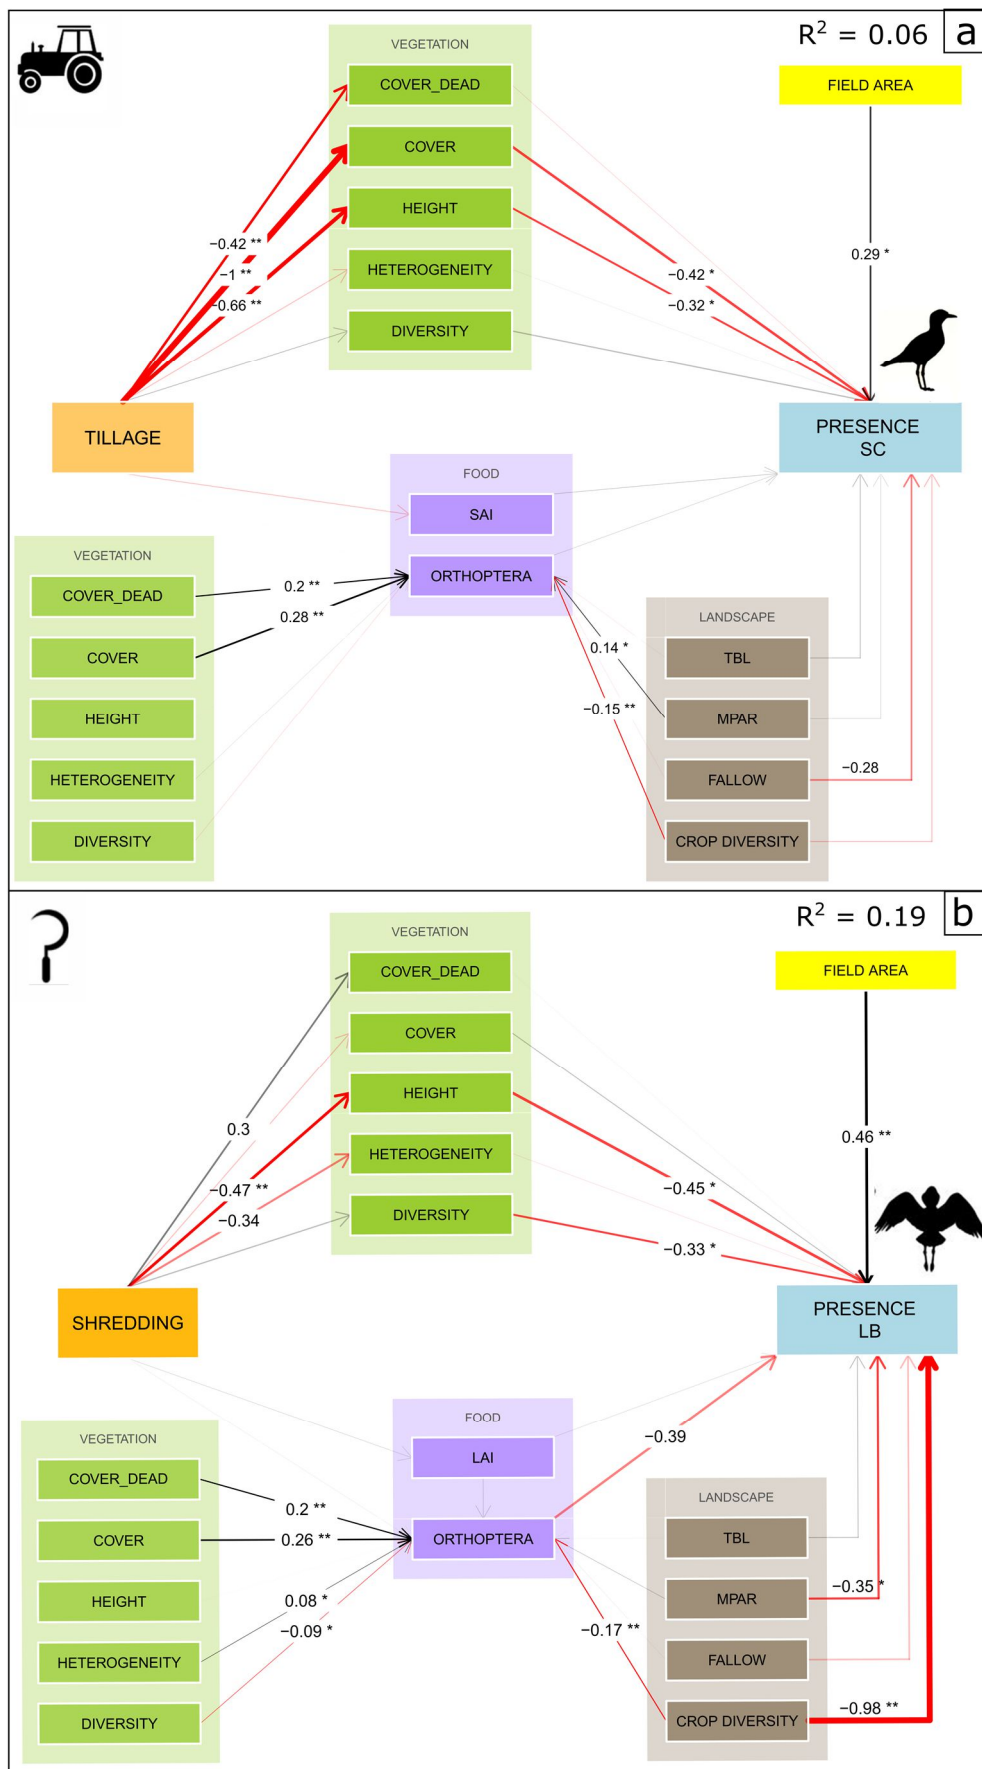 R² = 0.06
a
VEGETATION
COVER_DEAD
FIELD AREA
COVER
HEIGHT
−0.42 **
HETEROGENEITY
0.29 *
−1 **
−0.42 *
−0.66 **
−0.32 *
DIVERSITY
TILLAGE
PRESENCE
SC
FOOD
SAI
VEGETATION
ORTHOPTERA
COVER_DEAD
0.2 **
0.28 **
LANDSCAPE
COVER
0.14 *
TBL
−0.15 **
HEIGHT
MPAR
HETEROGENEITY
FALLOW
−0.28
DIVERSITY
CROP DIVERSITY
R² = 0.19
b
VEGETATION
COVER_DEAD
FIELD AREA
COVER
HEIGHT
0.3
0.46 **
HETEROGENEITY
−0.47 **
−0.45 *
−0.34
DIVERSITY
−0.33 *
SHREDDING
PRESENCE
LB
FOOD
VEGETATION
−0.39
LAI
COVER_DEAD
LANDSCAPE
0.2 **
COVER
0.26 **
ORTHOPTERA
TBL
HEIGHT
0.08 *
MPAR
−0.35 *
−0.09 *
−0.17 **
HETEROGENEITY
FALLOW
DIVERSITY
CROP DIVERSITY
−0.98 **